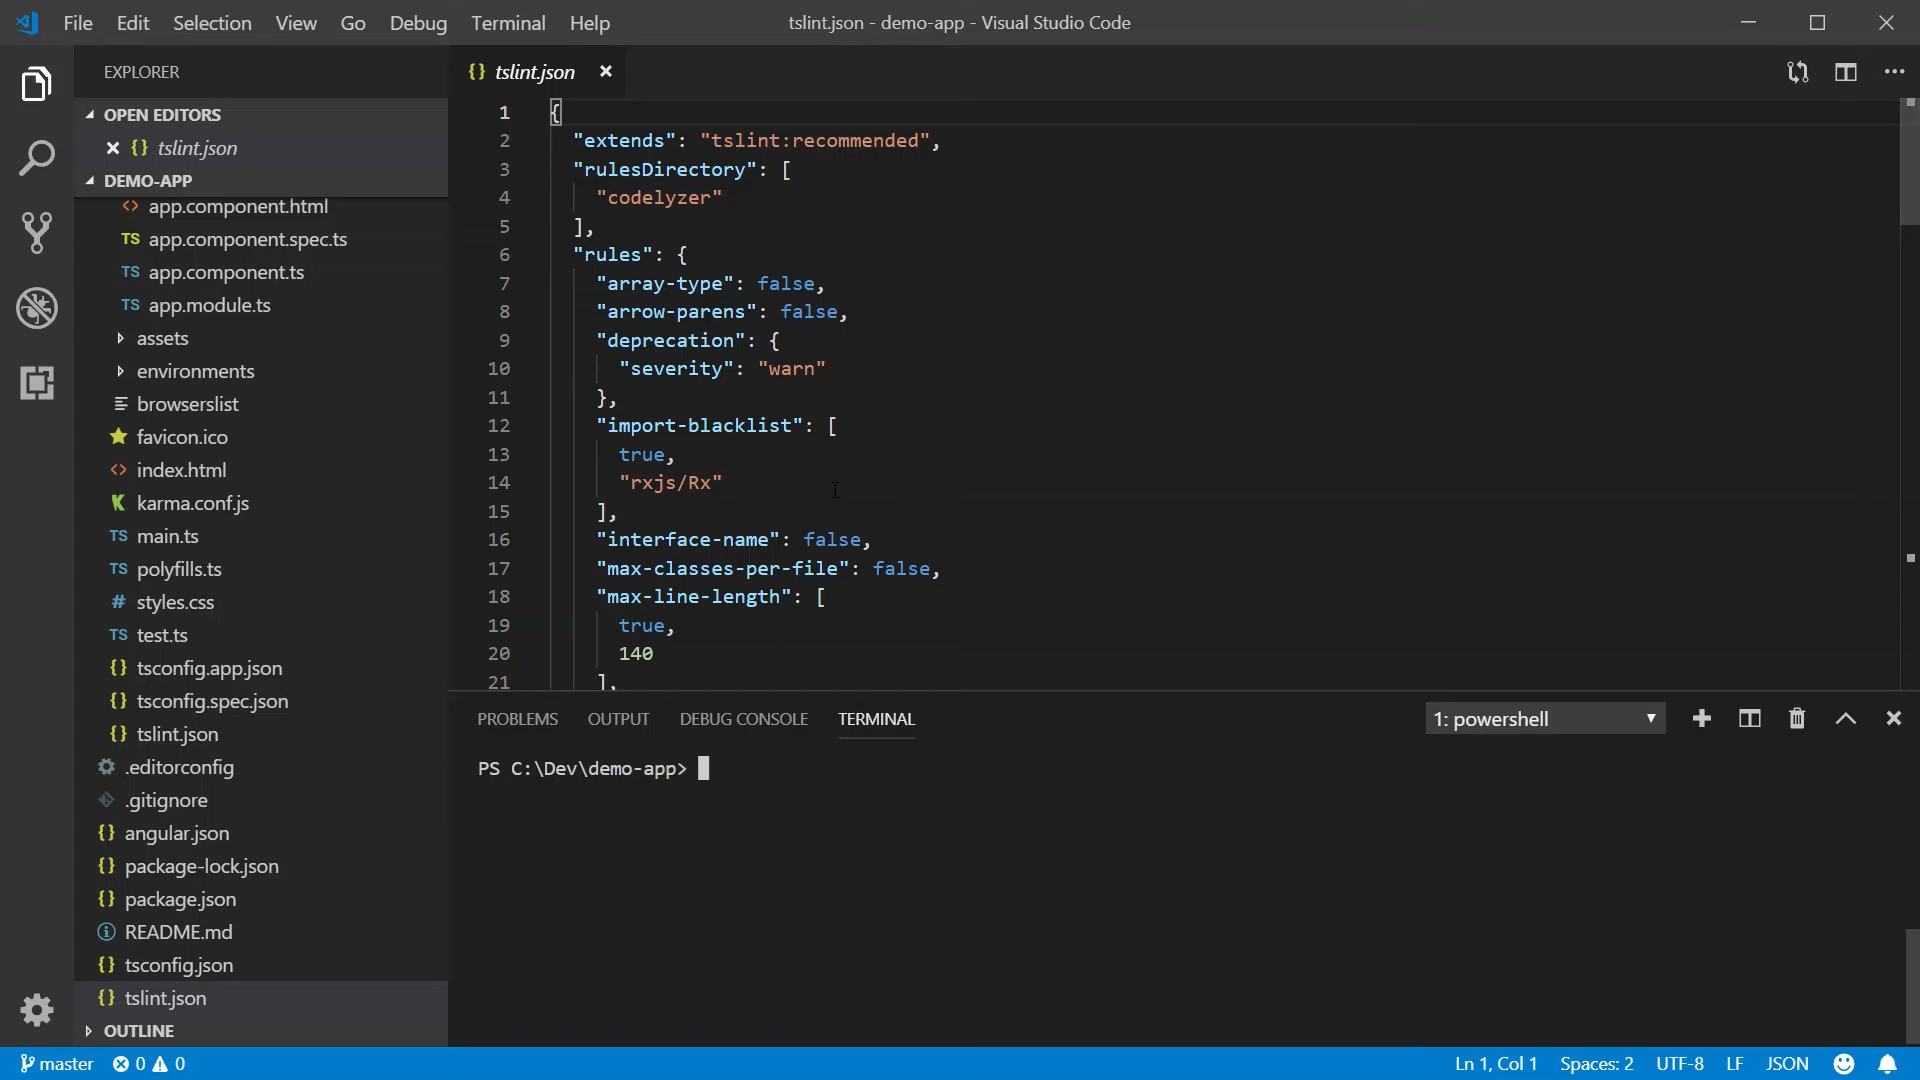 File Edit Selection View Go Debug Terminal Help
tslint.json - demo-app - Visual Studio Code
EXPLORER
OPEN EDITORS
{} tslint.json
DEMO-APP
<> app.component.html
TS app.component.spec.ts
TS app.component.ts
TS app.module.ts
assets
environments
browserslist
favicon.ico
<> index.html
K karma.conf.js
TS main.ts
TS polyfills.ts
# styles.css
TS test.ts
{} tsconfig.app.json
{} tsconfig.spec.json
{} tslint.json
.editorconfig
.gitignore
{} angular.json
{} package-lock.json
{} package.json
README.md
{} tsconfig.json
{} tslint.json
OUTLINE
{} tslint.json
1 {
2 "extends": "tslint:recommended",
3 "rulesDirectory": [
4 "codelyzer"
5 ],
6 "rules": {
7 "array-type": false,
8 "arrow-parens": false,
9 "deprecation": {
10 "severity": "warn"
11 },
12 "import-blacklist": [
13 true,
14 "rxjs/Rx"
15 ],
16 "interface-name": false,
17 "max-classes-per-file": false,
18 "max-line-length": [
19 true,
20 140
21 ],
PROBLEMS OUTPUT DEBUG CONSOLE TERMINAL
1: powershell
PS C:\Dev\demo-app>
master 0 0
Ln 1, Col 1 Spaces: 2 UTF-8 LF JSON